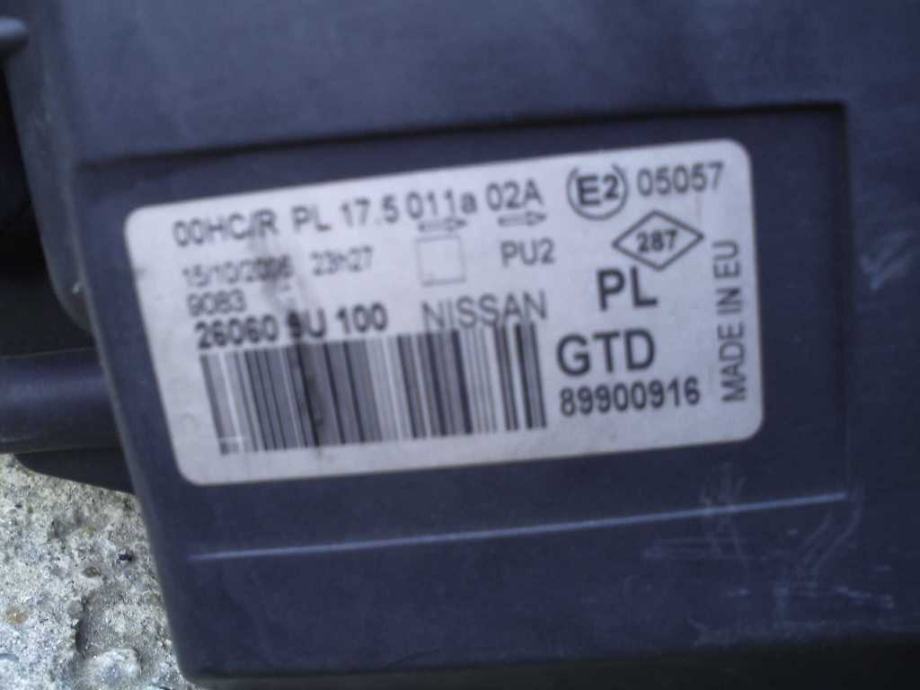 00HC/R PL 17.5 011a 02A E2 05057
15/10/2006 23h27 PU2 287
9083 PL
26060 9U 100 NISSAN
GTD
89900916
MADE IN EU